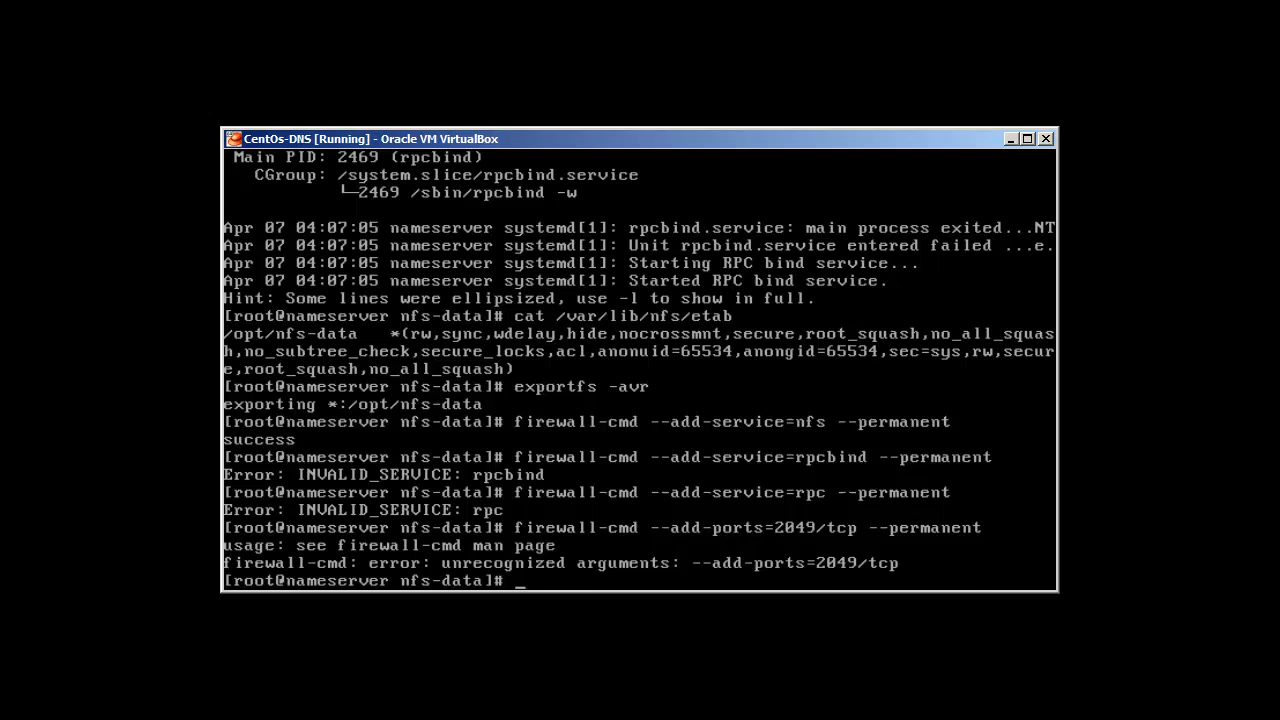 CentOs-DNS [Running] - Oracle VM VirtualBox
Main PID: 2469 (rpcbind)
CGroup: /system.slice/rpcbind.service
└─2469 /sbin/rpcbind -w
Apr 07 04:07:05 nameserver systemd[1]: rpcbind.service: main process exited...NT
Apr 07 04:07:05 nameserver systemd[1]: Unit rpcbind.service entered failed ...e.
Apr 07 04:07:05 nameserver systemd[1]: Starting RPC bind service...
Apr 07 04:07:05 nameserver systemd[1]: Started RPC bind service.
Hint: Some lines were ellipsized, use -l to show in full.
[root@nameserver nfs-data]# cat /var/lib/nfs/etab
/opt/nfs-data   *(rw,sync,wdelay,hide,nocrossmnt,secure,root_squash,no_all_squas
h,no_subtree_check,secure_locks,acl,anonuid=65534,anongid=65534,sec=sys,rw,secur
e,root_squash,no_all_squash)
[root@nameserver nfs-data]# exportfs -avr
exporting *:/opt/nfs-data
[root@nameserver nfs-data]# firewall-cmd --add-service=nfs --permanent
success
[root@nameserver nfs-data]# firewall-cmd --add-service=rpcbind --permanent
Error: INVALID_SERVICE: rpcbind
[root@nameserver nfs-data]# firewall-cmd --add-service=rpc --permanent
Error: INVALID_SERVICE: rpc
[root@nameserver nfs-data]# firewall-cmd --add-ports=2049/tcp --permanent
usage: see firewall-cmd man page
firewall-cmd: error: unrecognized arguments: --add-ports=2049/tcp
[root@nameserver nfs-data]# _